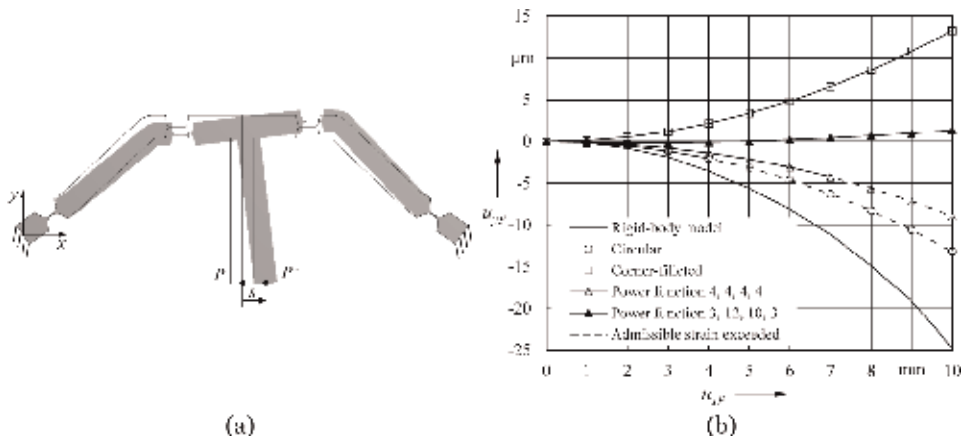 (a)
y
x
P
P'
s
(b)
15
μm
5
0
-5
-10
-15
-20
-25
u_yP
Rigid-body model
Circular
Corner-filleted
Power function 4, 4, 4, 4
Power function 3, 12, 10, 3
Admissible strain exceeded
0 1 2 3 4 5 6 7 8 mm 10
u_xP
(a)
(b)